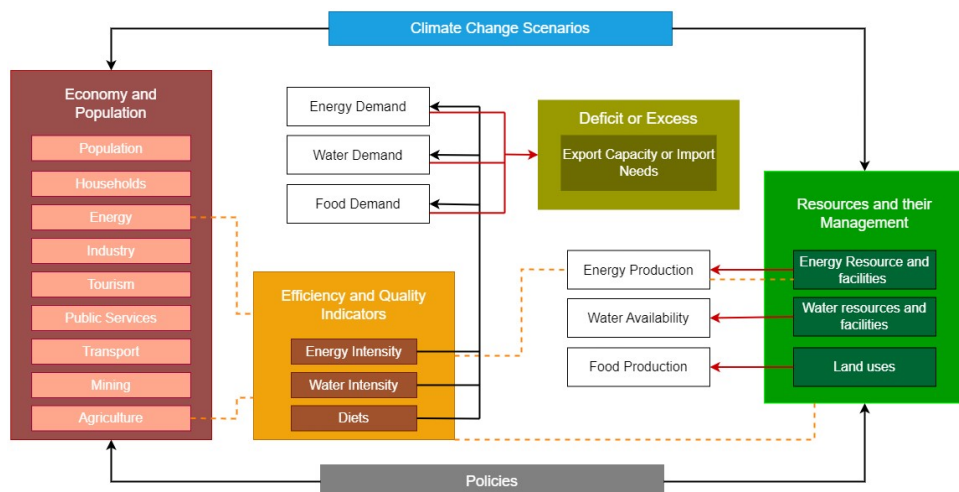 Climate Change Scenarios
Economy and
Population
Population
Households
Energy
Industry
Tourism
Public Services
Transport
Mining
Agriculture
Energy Demand
Water Demand
Food Demand
Deficit or Excess
Export Capacity or Import
Needs
Efficiency and Quality
Indicators
Energy Intensity
Water Intensity
Diets
Energy Production
Water Availability
Food Production
Resources and their
Management
Energy Resource and
facilities
Water resources and
facilities
Land uses
Policies